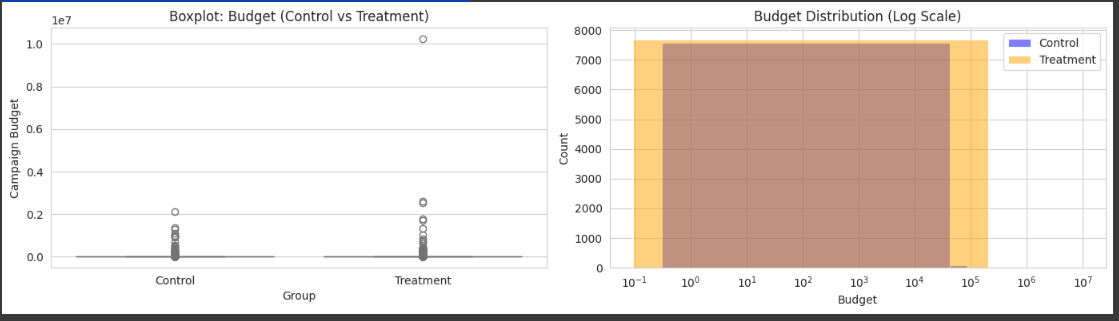 Boxplot: Budget (Control vs Treatment)
1e7
1.0
0.8
0.6
0.4
0.2
0.0
Campaign Budget
Control
Treatment
Group
Budget Distribution (Log Scale)
8000
7000
6000
5000
4000
3000
2000
1000
0
Count
Control
Treatment
10⁻¹ 10⁰ 10¹ 10² 10³ 10⁴ 10⁵ 10⁶ 10⁷
Budget